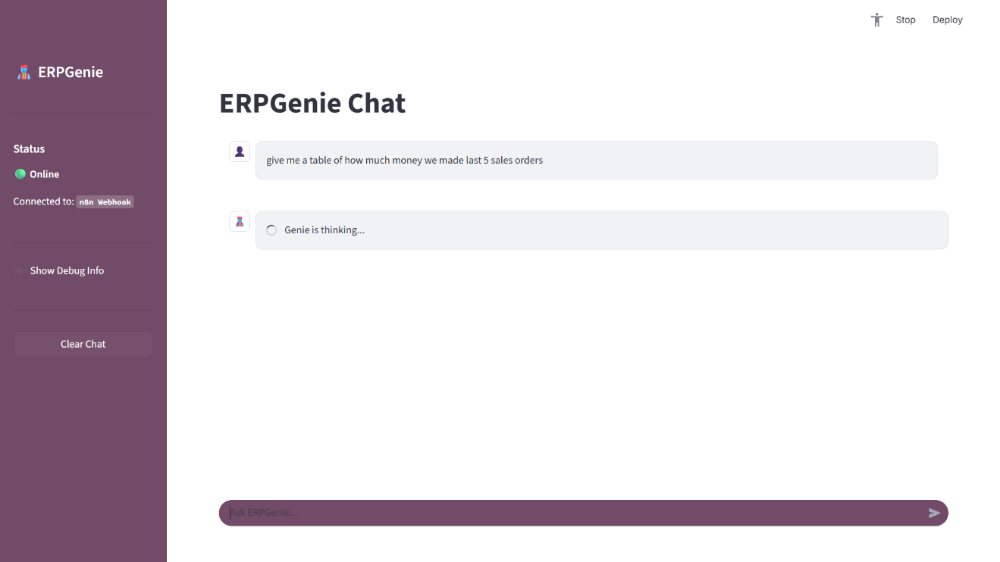 Stop Deploy
ERPGenie
ERPGenie Chat
Status
Online
Connected to: n8n Webhook
Show Debug Info
Clear Chat
give me a table of how much money we made last 5 sales orders
Genie is thinking...
Ask ERPGenie...